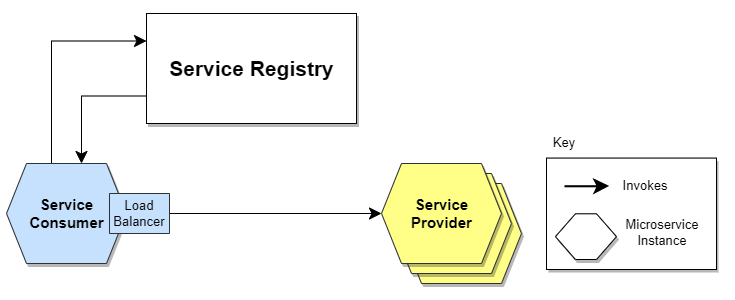 Service Registry
Service
Consumer
Load
Balancer
Service
Provider
Key
Invokes
Microservice
Instance